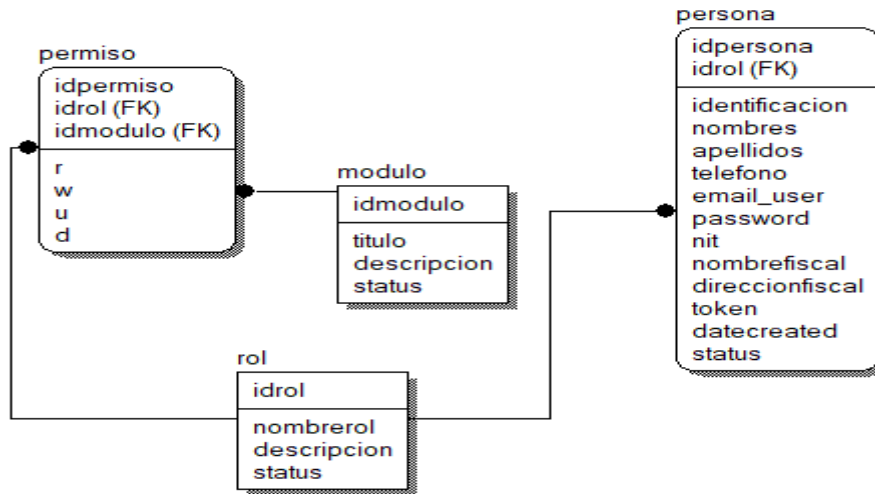 permiso
idpermiso
idrol (FK)
idmodulo (FK)
r
w
u
d
modulo
idmodulo
titulo
descripcion
status
rol
idrol
nombrerol
descripcion
status
persona
idpersona
idrol (FK)
identificacion
nombres
apellidos
telefono
email_user
password
nit
nombrefiscal
direccionfiscal
token
datecreated
status